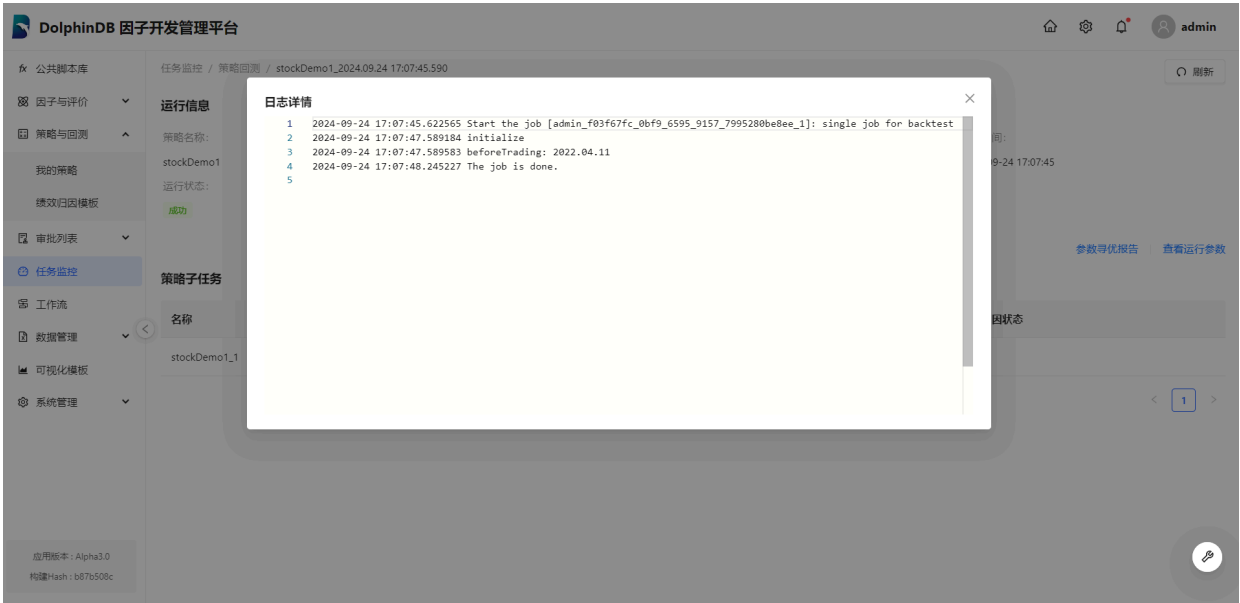 DolphinDB 因子开发管理平台
admin
fx 公共脚本库
因子与评价
策略与回测
我的策略
绩效归因模板
审批列表
任务监控
工作流
数据管理
可视化模板
系统管理
应用版本 : Alpha3.0
构建Hash : b87b508c
任务监控 / 策略回测 / stockDemo1_2024.09.24 17:07:45.590
刷新
运行信息
策略名称:
间:
stockDemo1
09-24 17:07:45
运行状态:
成功
参数寻优报告
查看运行参数
策略子任务
名称
因状态
stockDemo1_1
1
日志详情
1 2024-09-24 17:07:45.622565 Start the job [admin_f03f67fc_0bf9_6595_9157_7995280be8ee_1]: single job for backtest
2 2024-09-24 17:07:47.589184 initialize
3 2024-09-24 17:07:47.589583 beforeTrading: 2022.04.11
4 2024-09-24 17:07:48.245227 The job is done.
5